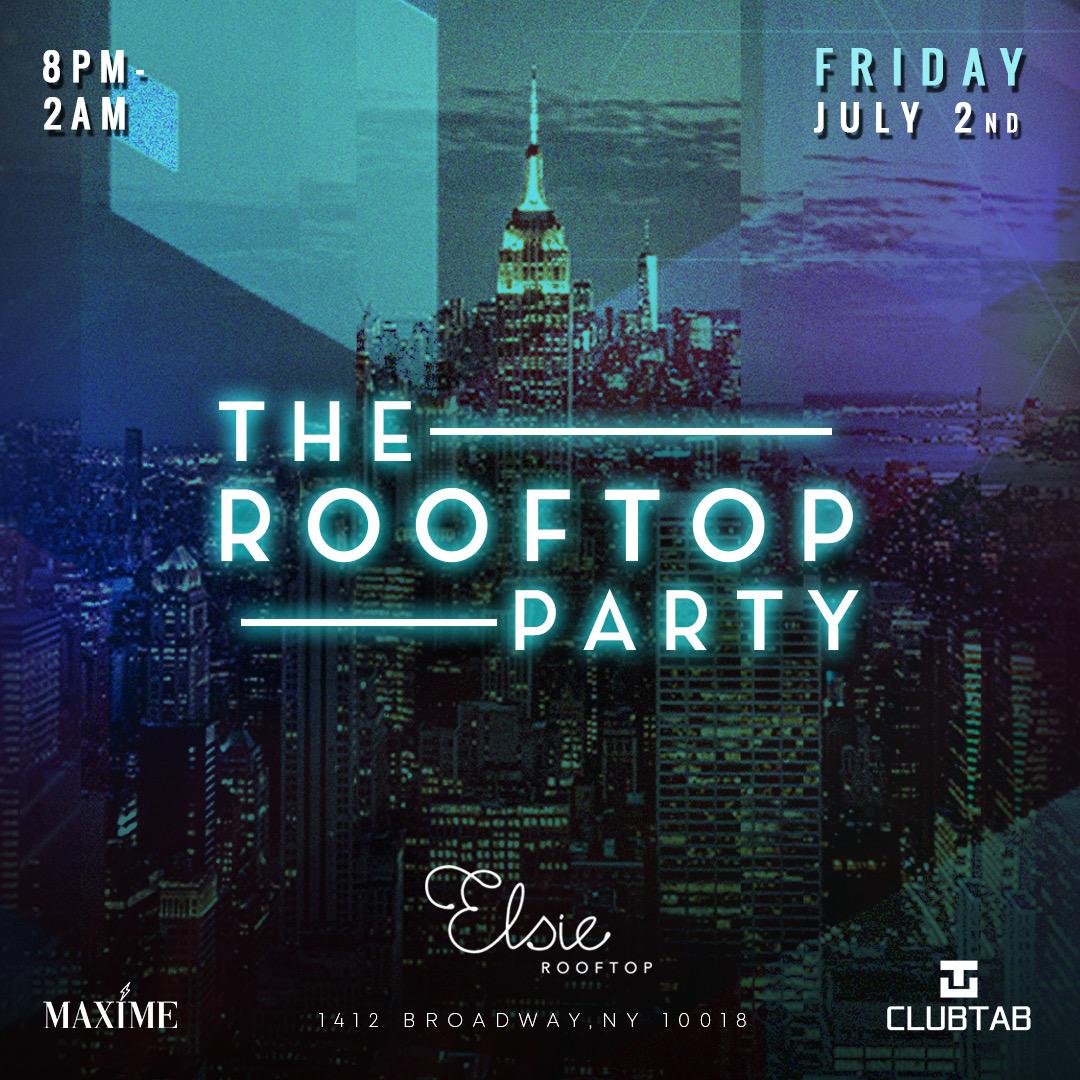 8PM-
2AM
FRIDAY
JULY 2ND
THE
ROOFTOP
PARTY
Elsie
ROOFTOP
MAXIME
1412 BROADWAY,NY 10018
CLUBTAB